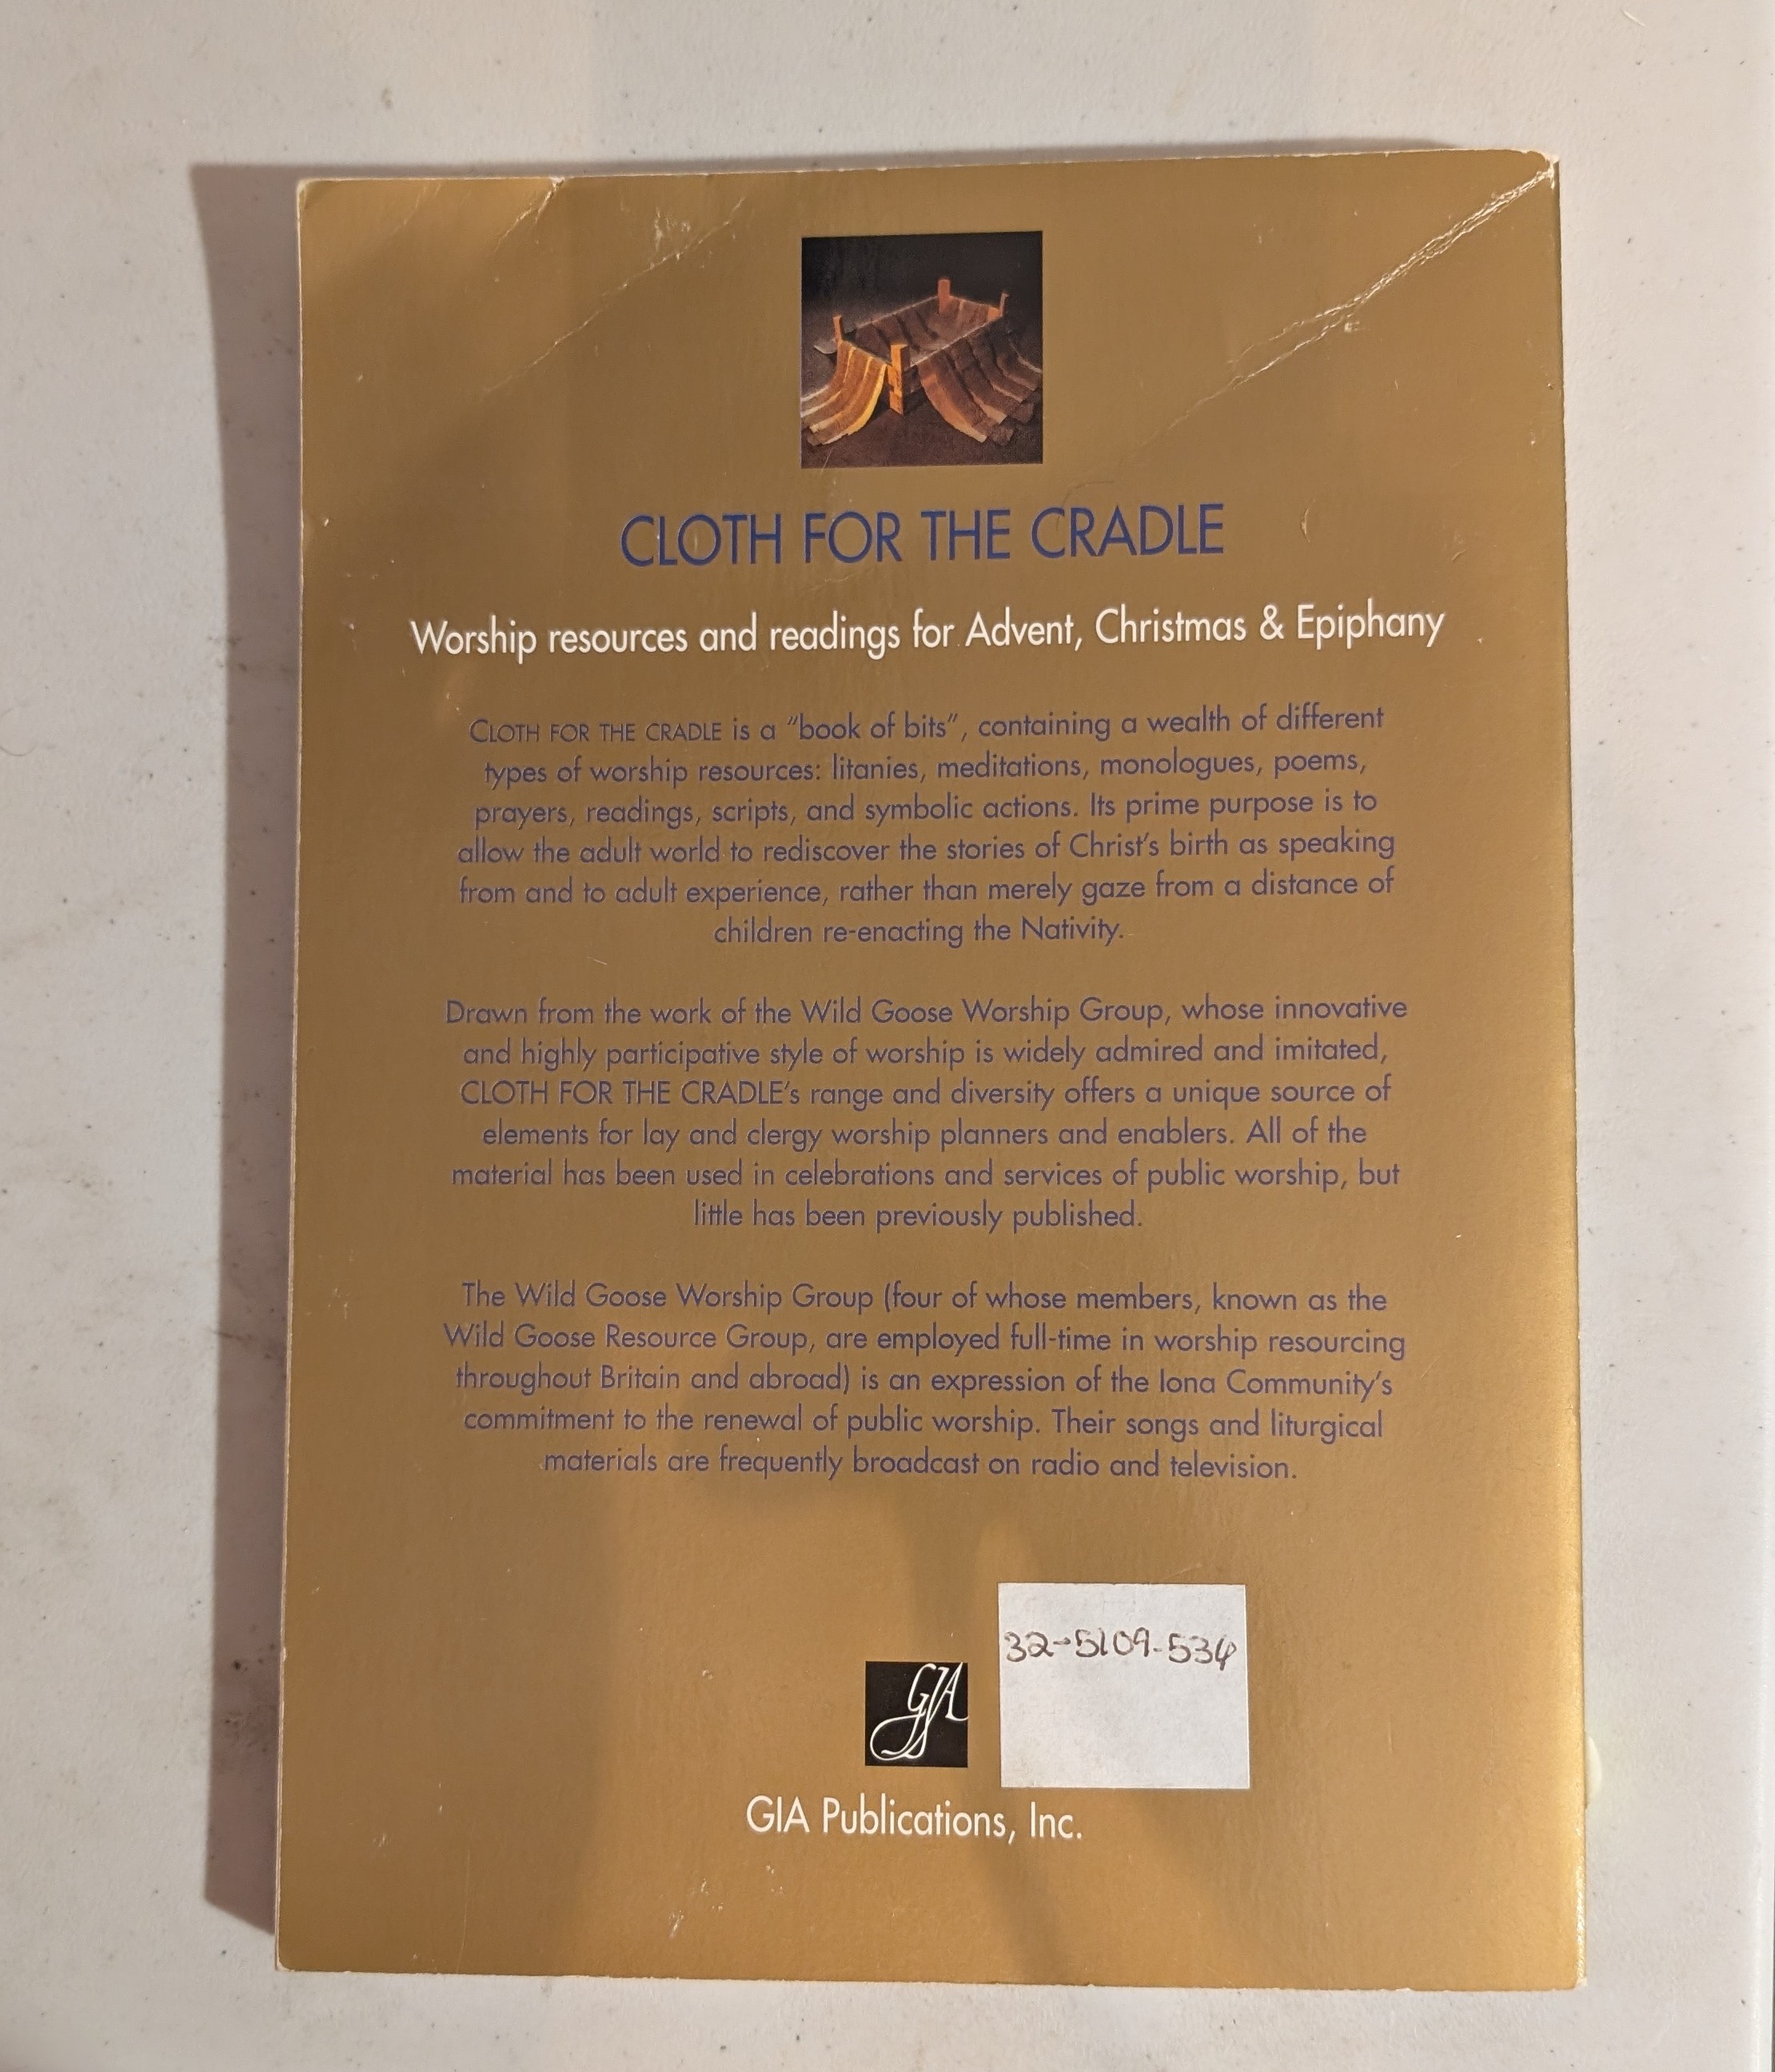 CLOTH FOR THE CRADLE
Worship resources and readings for Advent, Christmas & Epiphany
CLOTH FOR THE CRADLE is a “book of bits”, containing a wealth of different
types of worship resources: litanies, meditations, monologues, poems,
prayers, readings, scripts, and symbolic actions. Its prime purpose is to
allow the adult world to rediscover the stories of Christ’s birth as speaking
from and to adult experience, rather than merely gaze from a distance of
children re-enacting the Nativity.
Drawn from the work of the Wild Goose Worship Group, whose innovative
and highly participative style of worship is widely admired and imitated,
CLOTH FOR THE CRADLE’s range and diversity offers a unique source of
elements for lay and clergy worship planners and enablers. All of the
material has been used in celebrations and services of public worship, but
little has been previously published.
The Wild Goose Worship Group (four of whose members, known as the
Wild Goose Resource Group, are employed full-time in worship resourcing
throughout Britain and abroad) is an expression of the Iona Community’s
commitment to the renewal of public worship. Their songs and liturgical
materials are frequently broadcast on radio and television.
32-5109-534
GIA
GIA Publications, Inc.